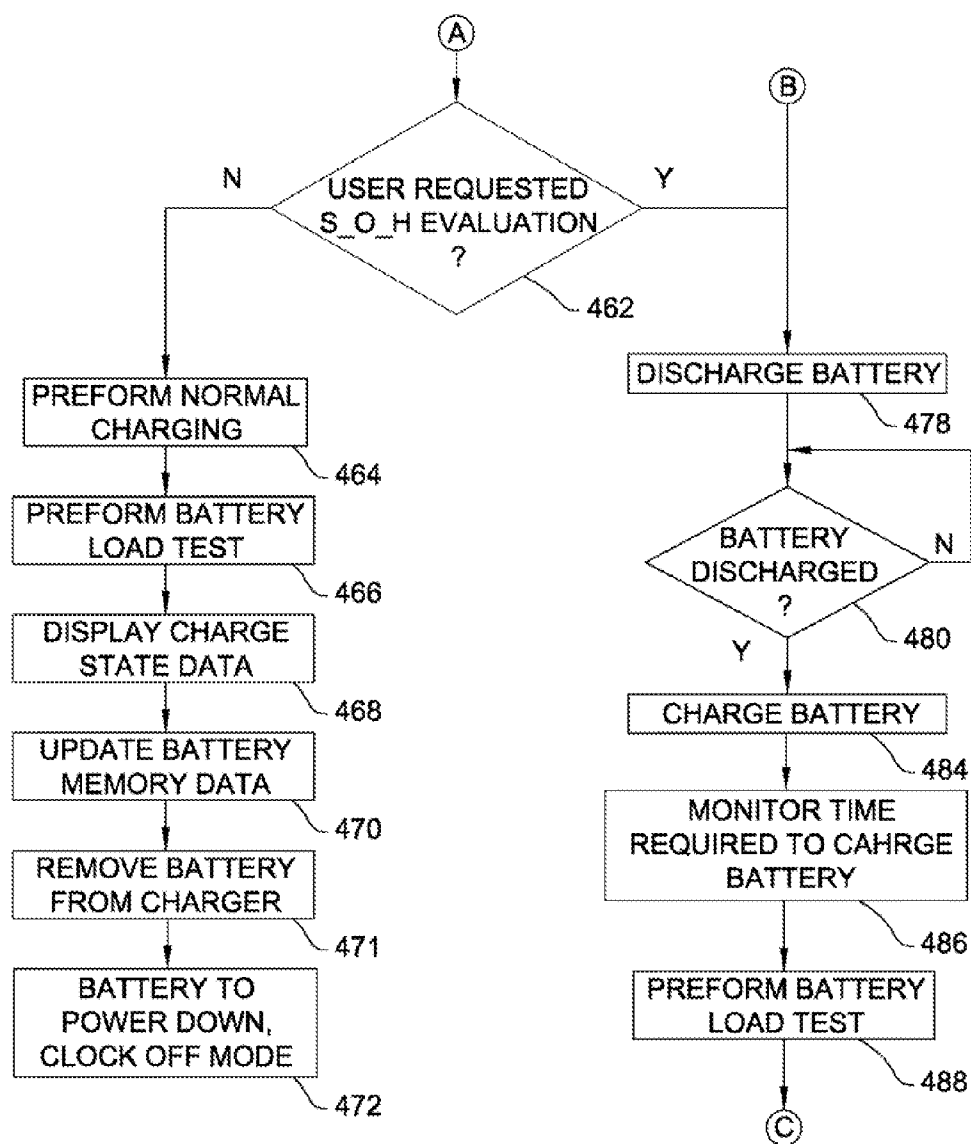 A
B
N
USER REQUESTED
S_O_H EVALUATION
?
Y
462
PREFORM NORMAL
CHARGING
464
PREFORM BATTERY
LOAD TEST
466
DISPLAY CHARGE
STATE DATA
468
UPDATE BATTERY
MEMORY DATA
470
REMOVE BATTERY
FROM CHARGER
471
BATTERY TO
POWER DOWN,
CLOCK OFF MODE
472
DISCHARGE BATTERY
478
BATTERY
DISCHARGED
?
N
480
Y
CHARGE BATTERY
484
MONITOR TIME
REQUIRED TO CAHRGE
BATTERY
486
PREFORM BATTERY
LOAD TEST
488
C